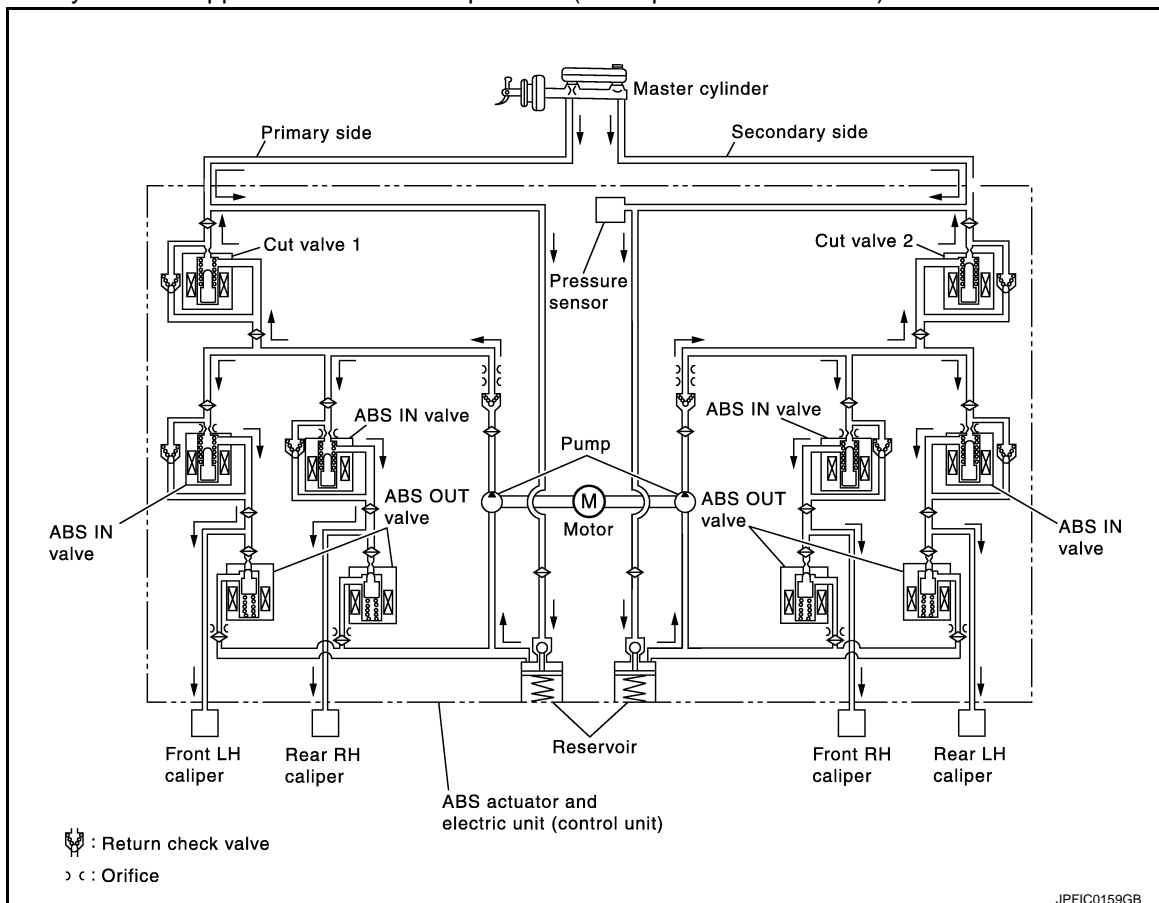 Master cylinder
Primary side
Secondary side
Cut valve 1
Cut valve 2
Pressure
sensor
ABS IN valve
ABS IN valve
Pump
ABS OUT
valve
M
ABS OUT
valve
Motor
ABS IN
valve
ABS IN
valve
Reservoir
Front LH
caliper
Rear RH
caliper
Front RH
caliper
Rear LH
caliper
ABS actuator and
electric unit (control unit)
: Return check valve
: Orifice
JPFIC0159GB